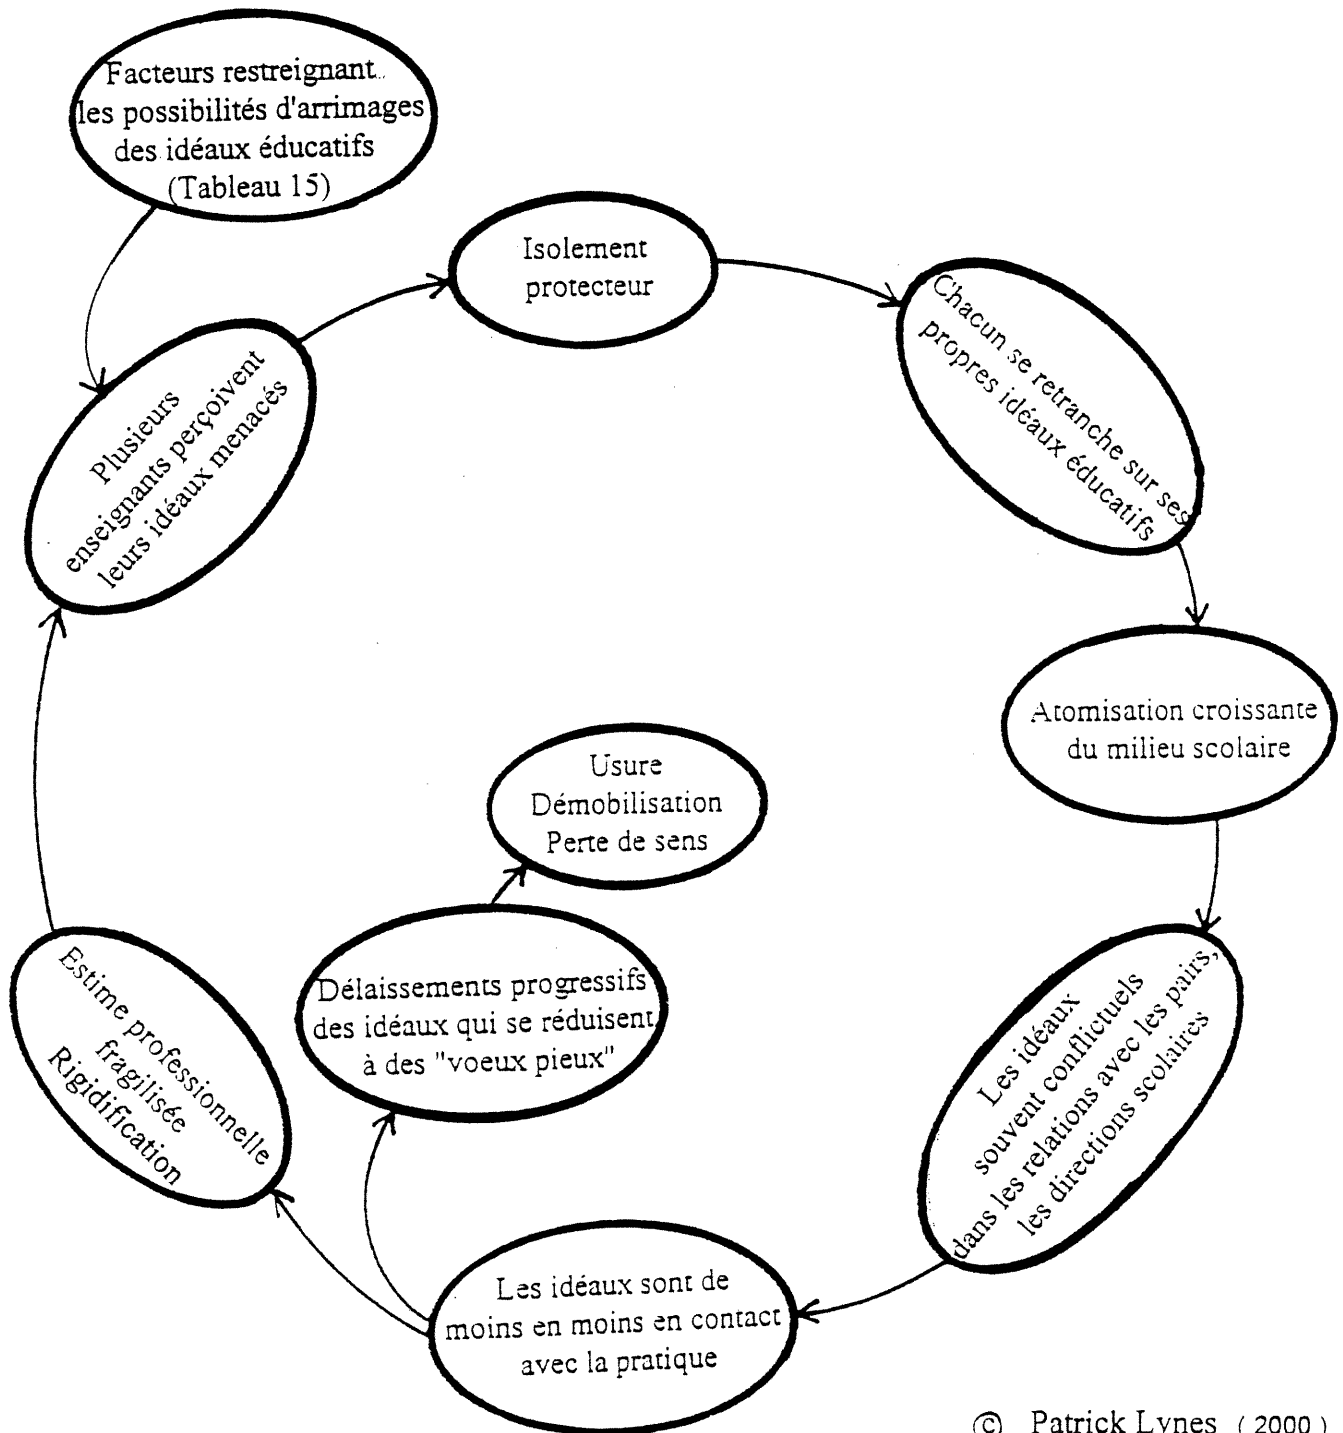 Facteurs restreignant
les possibilités d'arrimages
des idéaux éducatifs
(Tableau 15)
Isolement
protecteur
Chacun se retranche sur ses
propres idéaux éducatifs
Plusieurs
enseignants perçoivent
leurs idéaux menacés
Atomisation croissante
du milieu scolaire
Usure
Démobilisation
Perte de sens
Délaissements progressifs
des idéaux qui se réduisent
à des "voeux pieux"
Estime professionnelle
fragilisée
Rigidification
Les idéaux
souvent conflictuels
dans les relations avec les pairs,
les directions scolaires
Les idéaux sont de
moins en moins en contact
avec la pratique
© Patrick Lynes (2000)